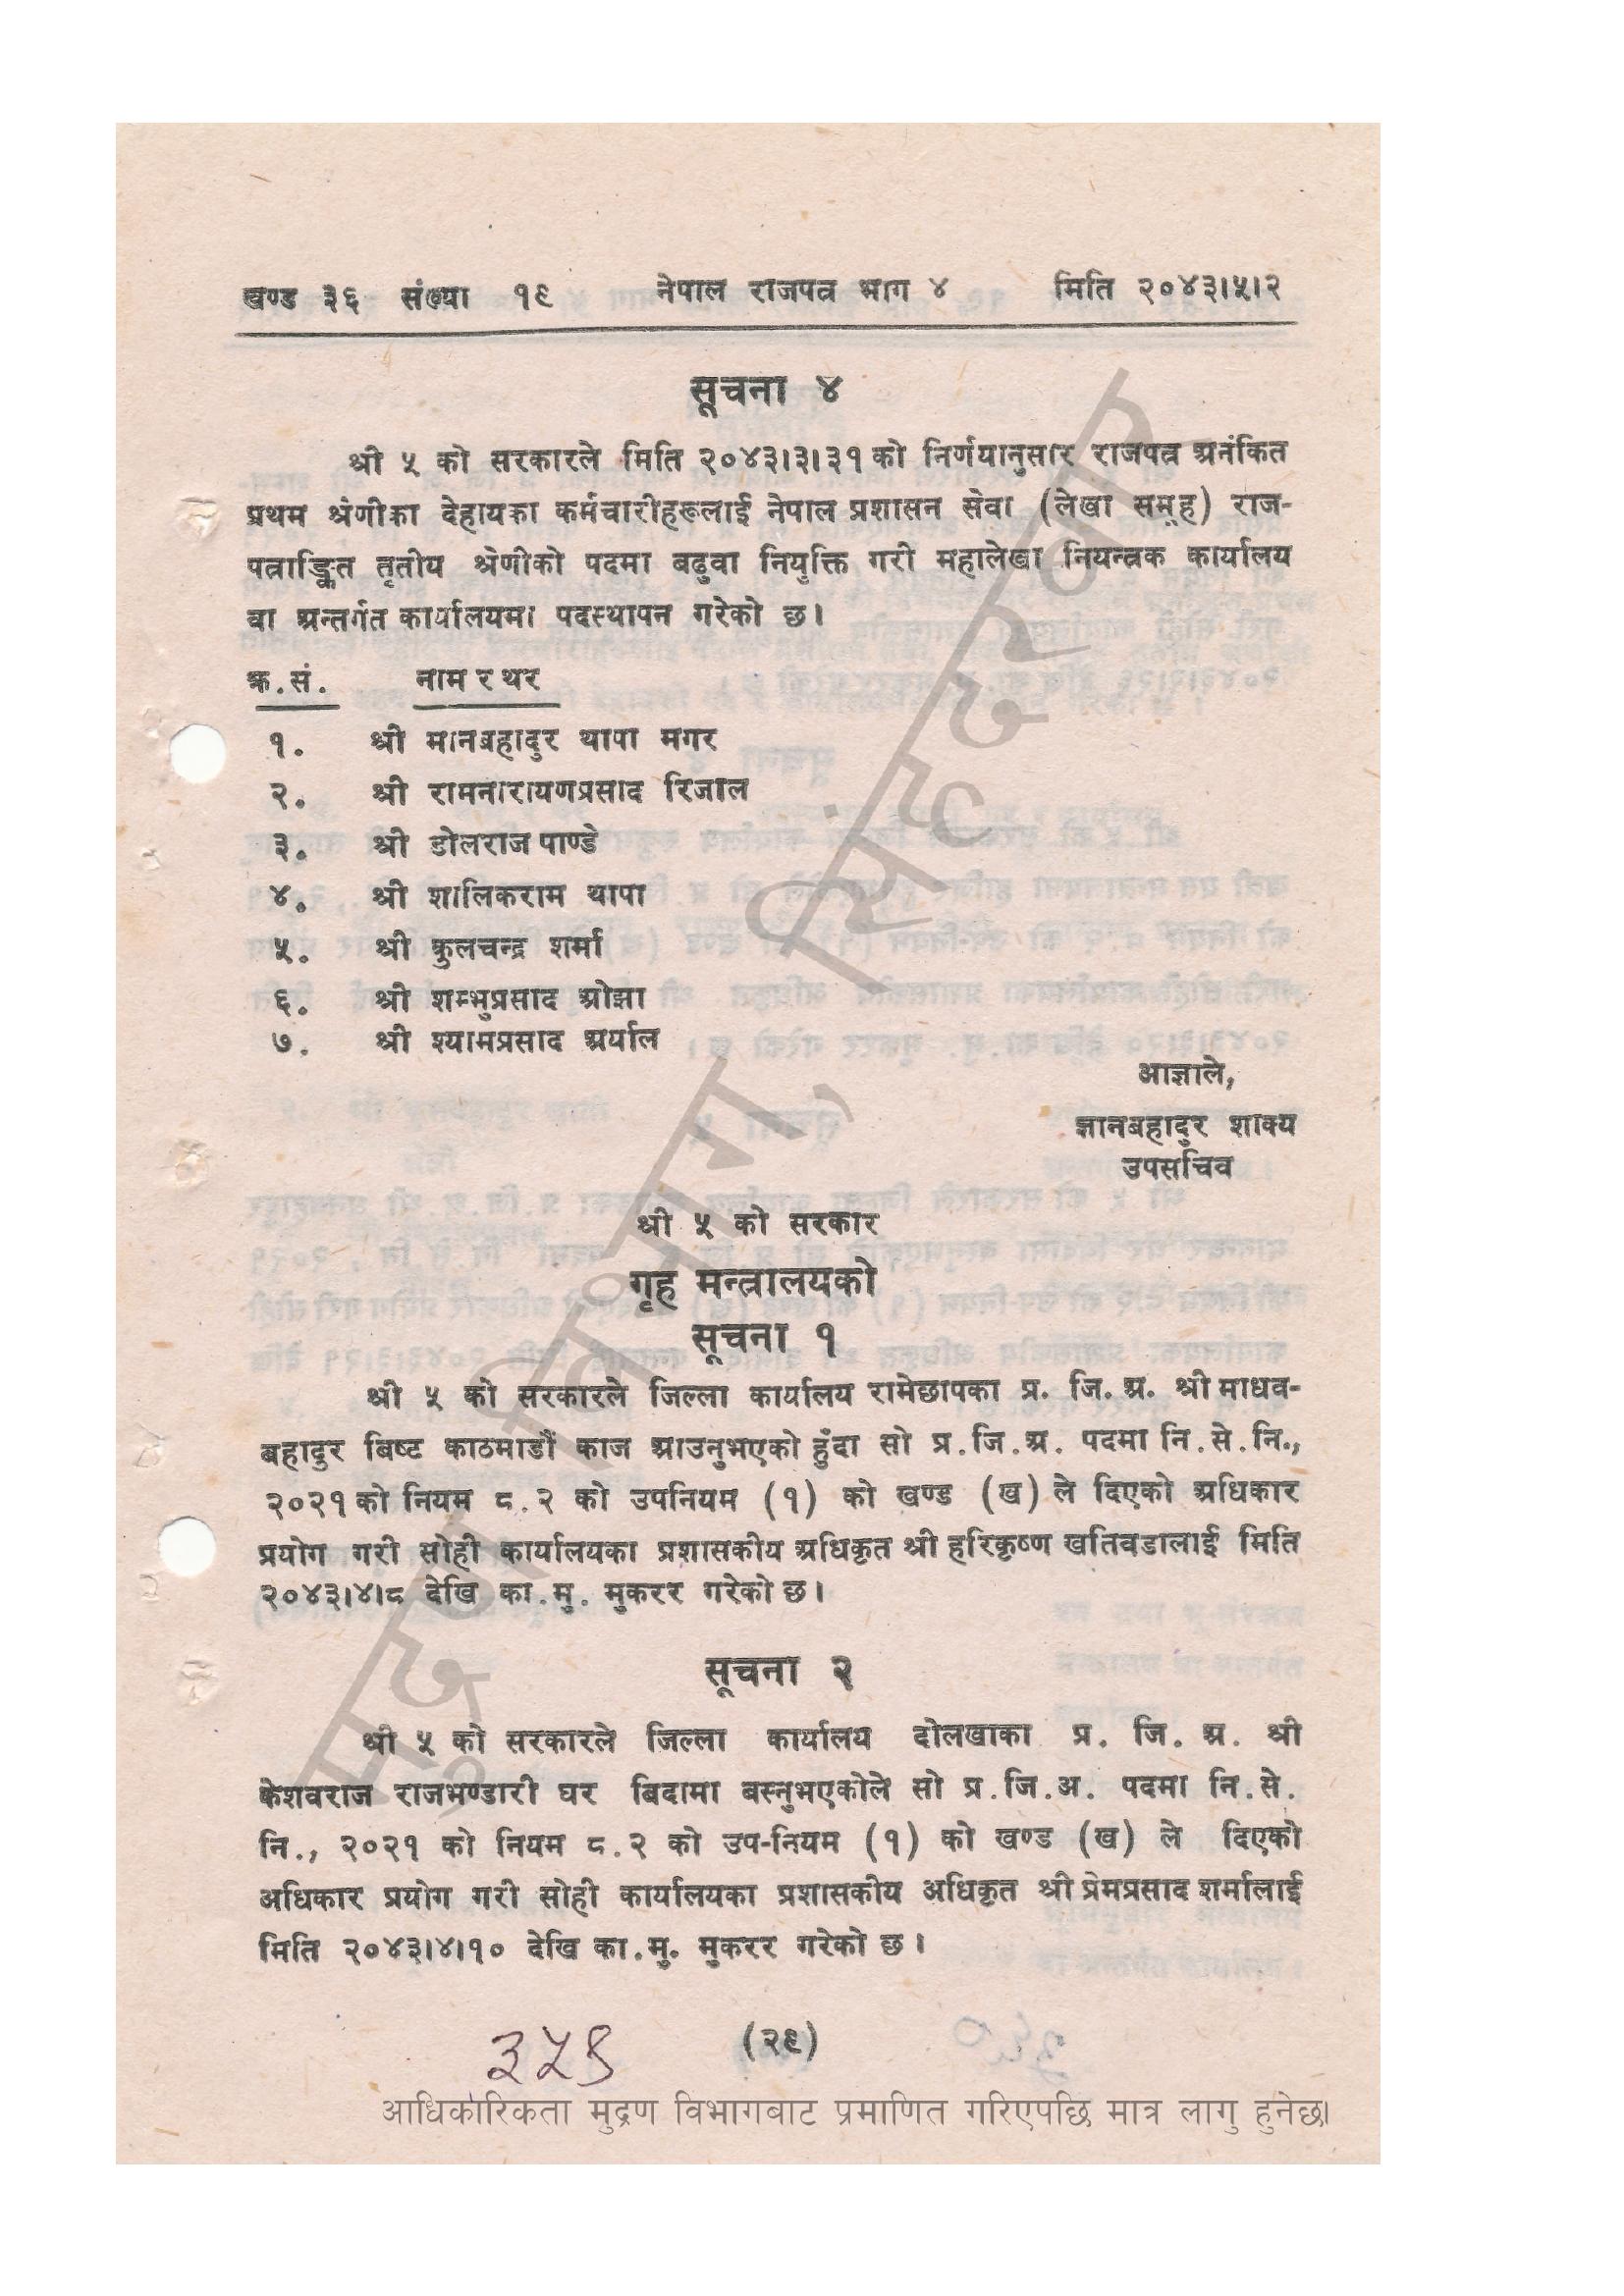 खण्ड ३६ संख्या १९ नेपाल राजपत्र भाग ४ मिति २०४३।५।२
सूचना ४
श्री ५ को सरकारले मिति २०४३।३।३१ को निर्णयानुसार राजपत्र अनंकित
प्रथम श्रेणीका देहायका कर्मचारीहरूलाई नेपाल प्रशासन सेवा (लेखा समूह) राज-
पत्राङ्कित तृतीय श्रेणीको पदमा बढुवा नियुक्ति गरी महालेखा नियन्त्रक कार्यालय
वा अन्तर्गत कार्यालयमा पदस्थापन गरेको छ।
क्र.सं. नाम र थर
१. श्री मानबहादुर थापा मगर
२. श्री रामनारायणप्रसाद रिजाल
३. श्री डोलराज पाण्डे
४. श्री शालिकराम थापा
५. श्री कुलचन्द्र शर्मा
६. श्री शम्भुप्रसाद ओझा
७. श्री श्यामप्रसाद अर्याल
आज्ञाले,
ज्ञानबहादुर शाक्य
उपसचिव
श्री ५ को सरकार
गृह मन्त्रालयको
सूचना १
श्री ५ को सरकारले जिल्ला कार्यालय रामेछापका प्र. जि. अ. श्री माधव-
बहादुर बिष्ट काठमाडौं काज आउनुभएको हुँदा सो प्र.जि.अ. पदमा नि.से.नि.,
२०२१ को नियम ८.२ को उपनियम (१) को खण्ड (ख) ले दिएको अधिकार
प्रयोग गरी सोही कार्यालयका प्रशासकीय अधिकृत श्री हरिकृष्ण खतिवडालाई मिति
२०४३।४।८ देखि का.मु. मुकरर गरेको छ।
सूचना २
श्री ५ को सरकारले जिल्ला कार्यालय दोलखाका प्र. जि. अ. श्री
केशवराज राजभण्डारी घर बिदामा बस्नुभएकोले सो प्र.जि.अ. पदमा नि.से.
नि., २०२१ को नियम ८.२ को उप-नियम (१) को खण्ड (ख) ले दिएको
अधिकार प्रयोग गरी सोही कार्यालयका प्रशासकीय अधिकृत श्री प्रेमप्रसाद शर्मालाई
मिति २०४३।४।१० देखि का.मु. मुकरर गरेको छ।
(२९)
आधिकारिकता मुद्रण विभागबाट प्रमाणित गरिएपछि मात्र लागु हुनेछ।
मुद्रण विभाग, सिंहदरबार